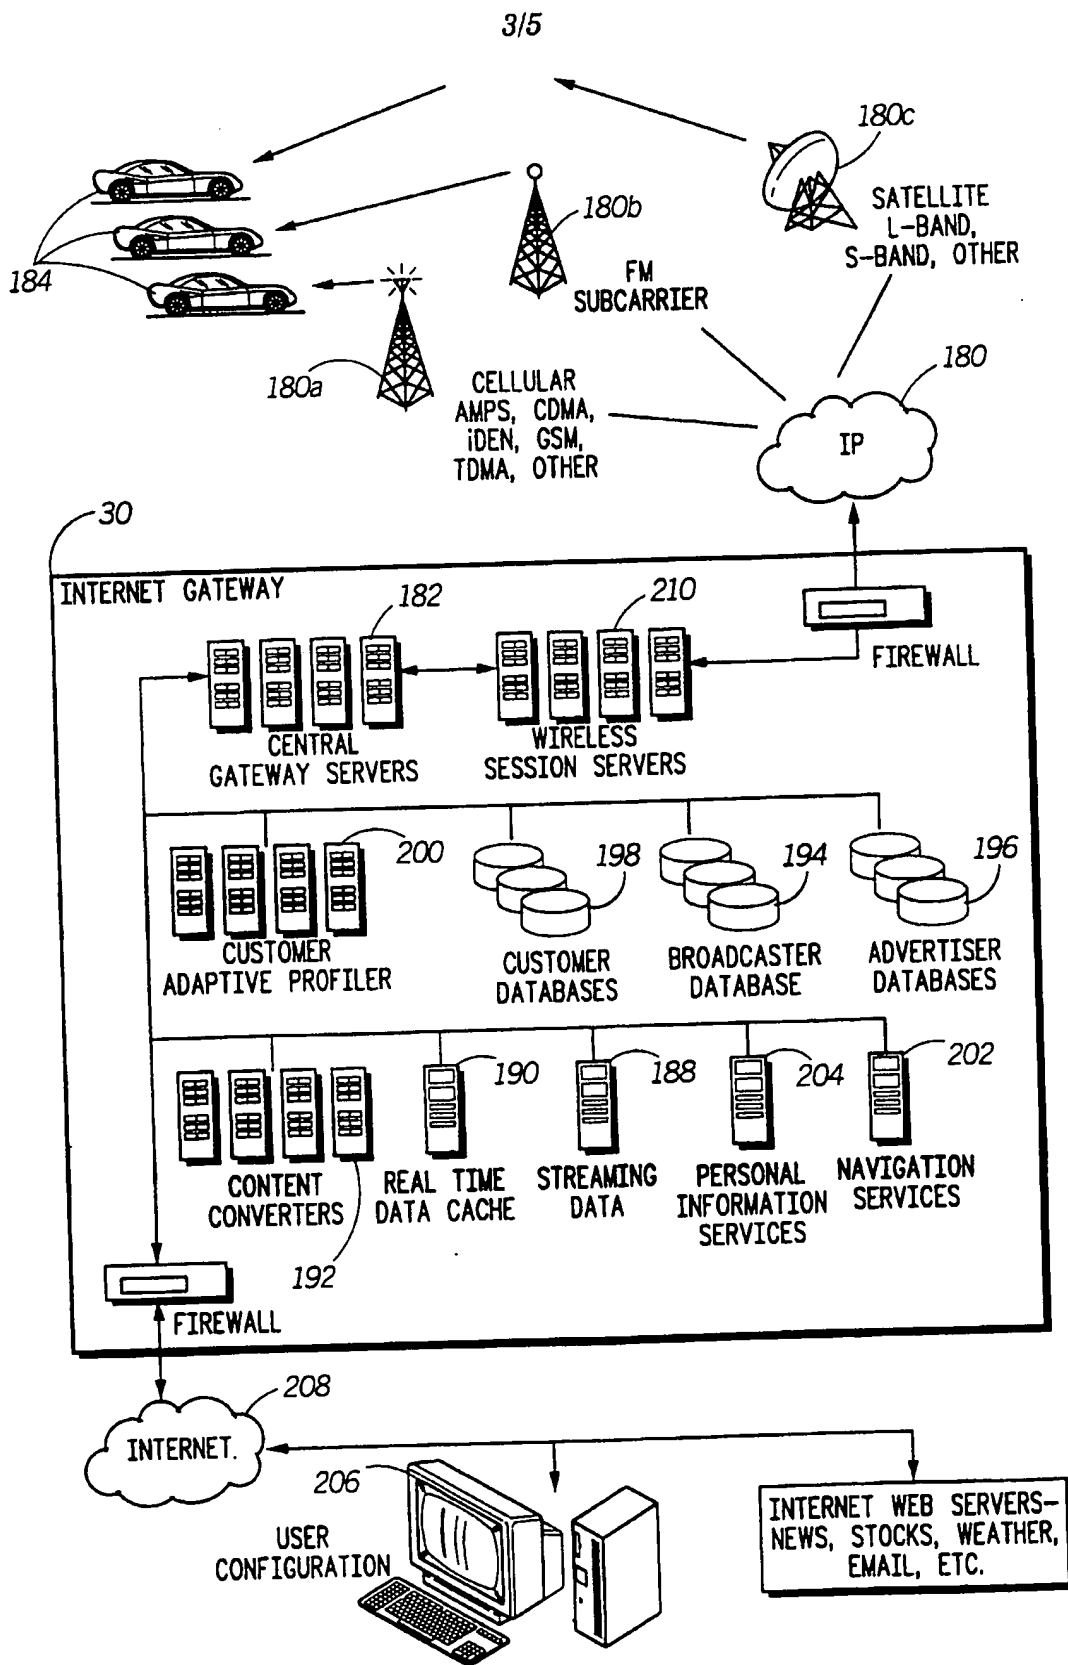 3/5
180c
SATELLITE
L-BAND,
S-BAND, OTHER
180b
FM
SUBCARRIER
184
180a
CELLULAR
AMPS, CDMA,
iDEN, GSM,
TDMA, OTHER
180
IP
30
INTERNET GATEWAY
182
210
FIREWALL
CENTRAL
GATEWAY SERVERS
WIRELESS
SESSION SERVERS
200
198
194
196
CUSTOMER
ADAPTIVE PROFILER
CUSTOMER
DATABASES
BROADCASTER
DATABASE
ADVERTISER
DATABASES
190
188
204
202
CONTENT
CONVERTERS
REAL TIME
DATA CACHE
STREAMING
DATA
PERSONAL
INFORMATION
SERVICES
NAVIGATION
SERVICES
192
FIREWALL
208
INTERNET.
206
USER
CONFIGURATION
INTERNET WEB SERVERS-
NEWS, STOCKS, WEATHER,
EMAIL, ETC.